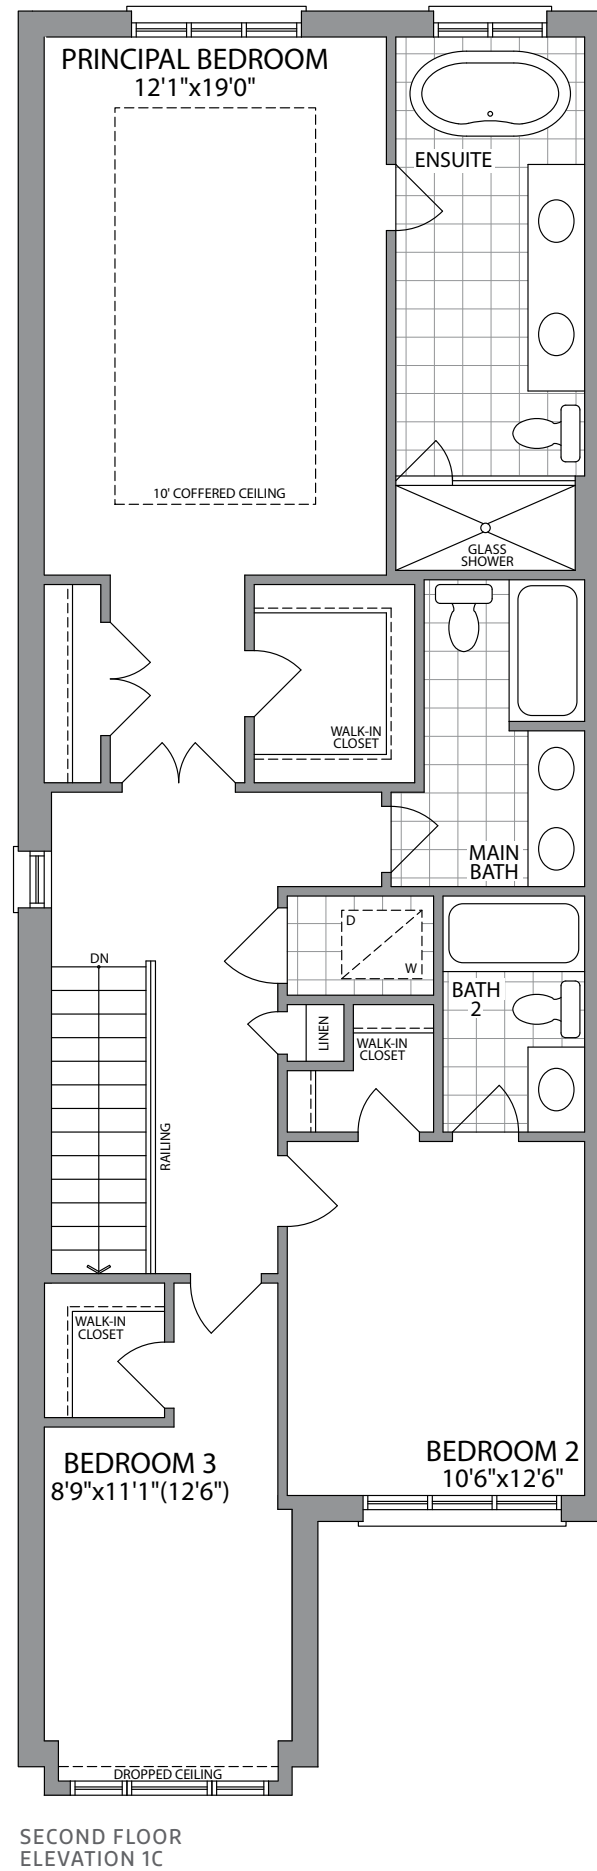 PRINCIPAL BEDROOM
12'1"x19'0"
ENSUITE
10' COFFERED CEILING
GLASS
SHOWER
WALK-IN
CLOSET
MAIN
BATH
D
W
DN
BATH
2
LINEN
WALK-IN
CLOSET
RAILING
WALK-IN
CLOSET
BEDROOM 2
10'6"x12'6"
BEDROOM 3
8'9"x11'1"(12'6")
DROPPED CEILING
SECOND FLOOR
ELEVATION 1C